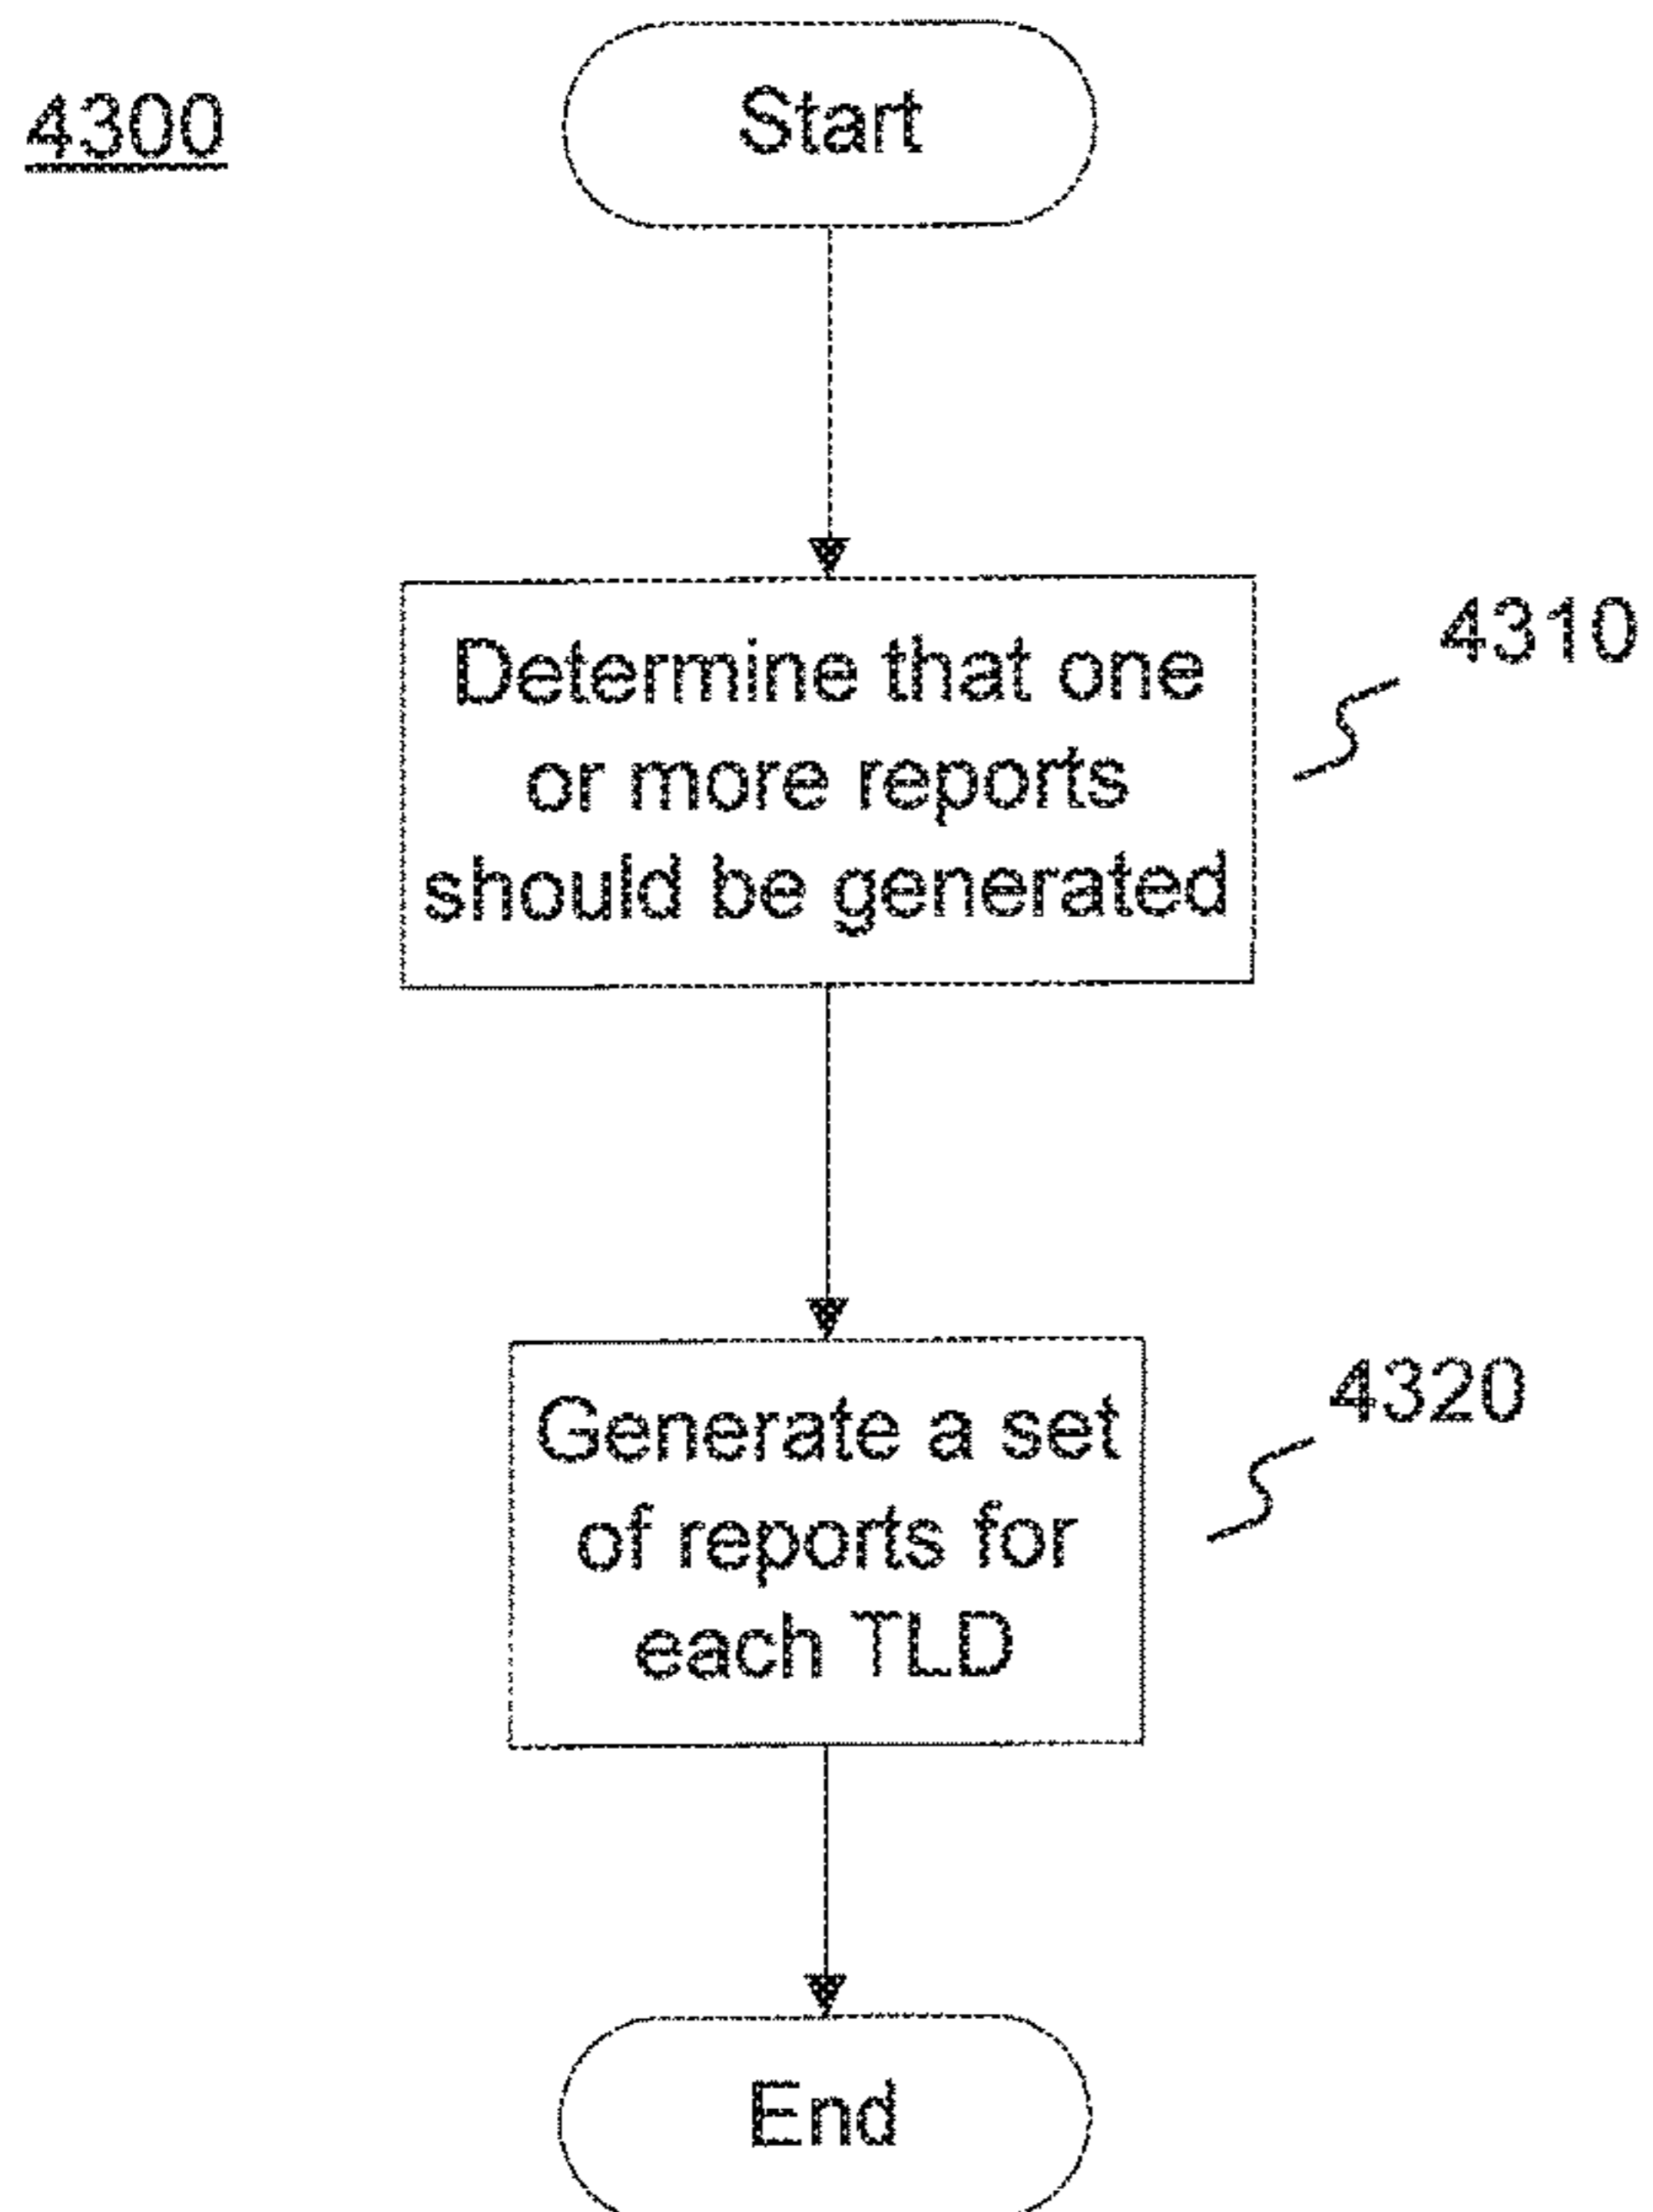 4300
Start
Determine that one
or more reports
should be generated
4310
Generate a set
of reports for
each TLD
4320
End